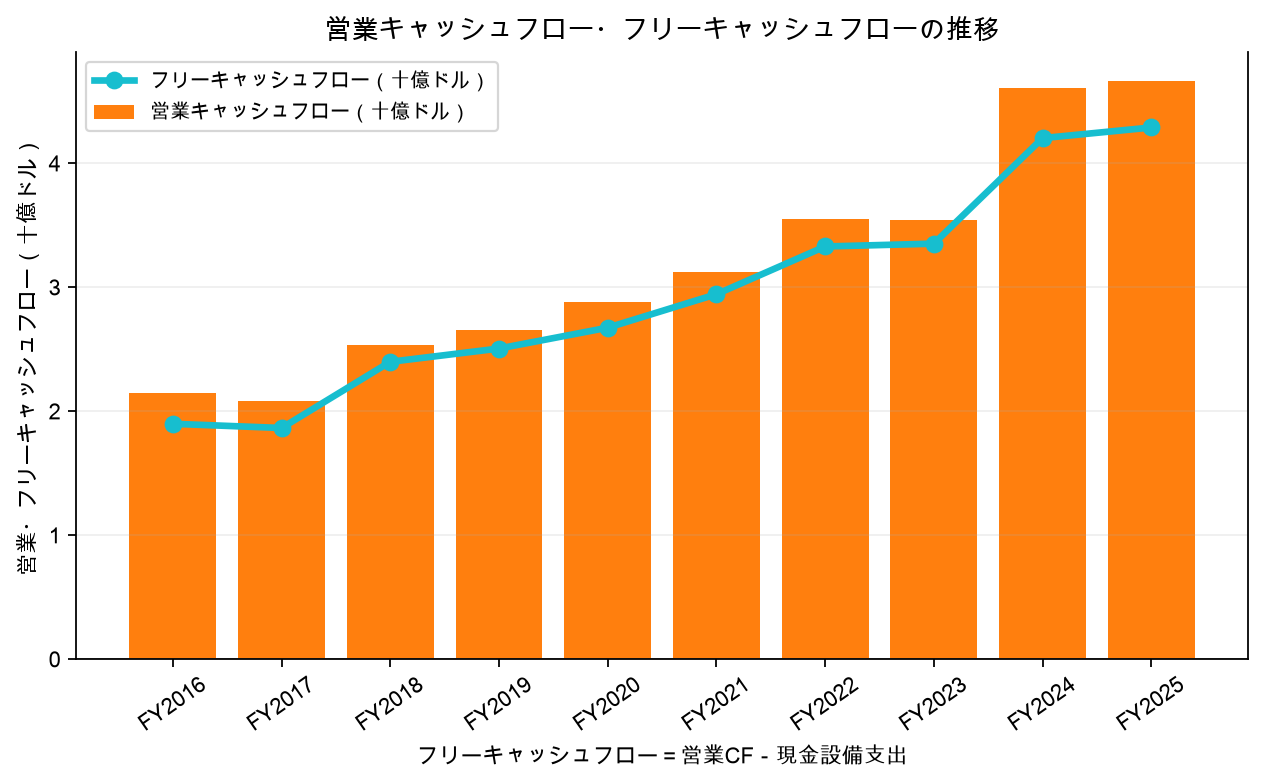 営業キャッシュフロー・フリーキャッシュフローの推移
フリーキャッシュフロー（十億ドル）
営業キャッシュフロー（十億ドル）
営業・フリーキャッシュフロー（十億ドル）
4
3
2
1
0
FY2016
FY2017
FY2018
FY2019
FY2020
FY2021
FY2022
FY2023
FY2024
FY2025
フリーキャッシュフロー = 営業CF - 現金設備支出